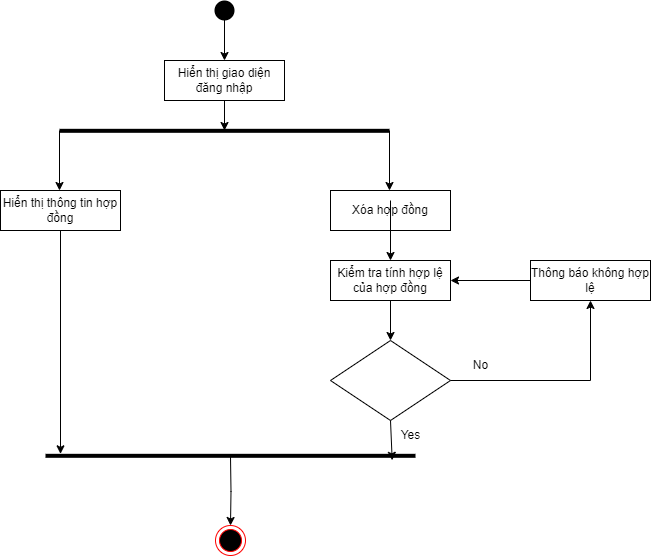 Hiển thị giao diện
đăng nhập
Hiển thị thông tin hợp
đồng
Xóa hợp đồng
Kiểm tra tính hợp lệ
của hợp đồng
Thông báo không hợp
lệ
No
Yes